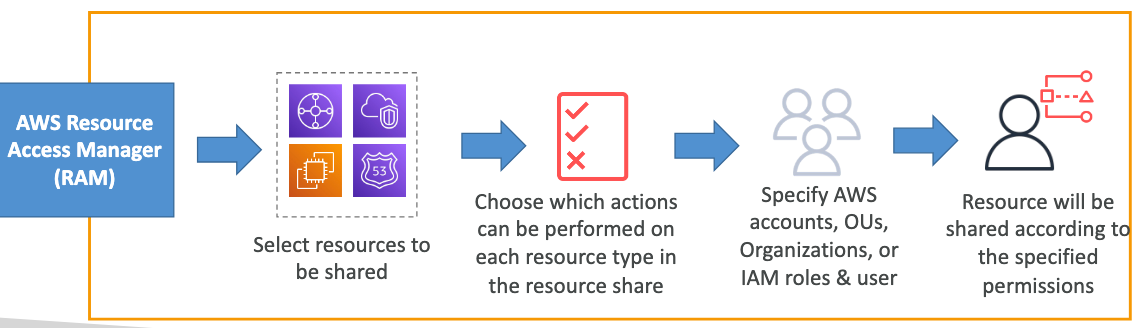 AWS Resource
Access Manager
(RAM)
53
Select resources to
be shared
Choose which actions
can be performed on
each resource type in
the resource share
Specify AWS
accounts, OUs,
Organizations, or
IAM roles & user
Resource will be
shared according to
the specified
permissions